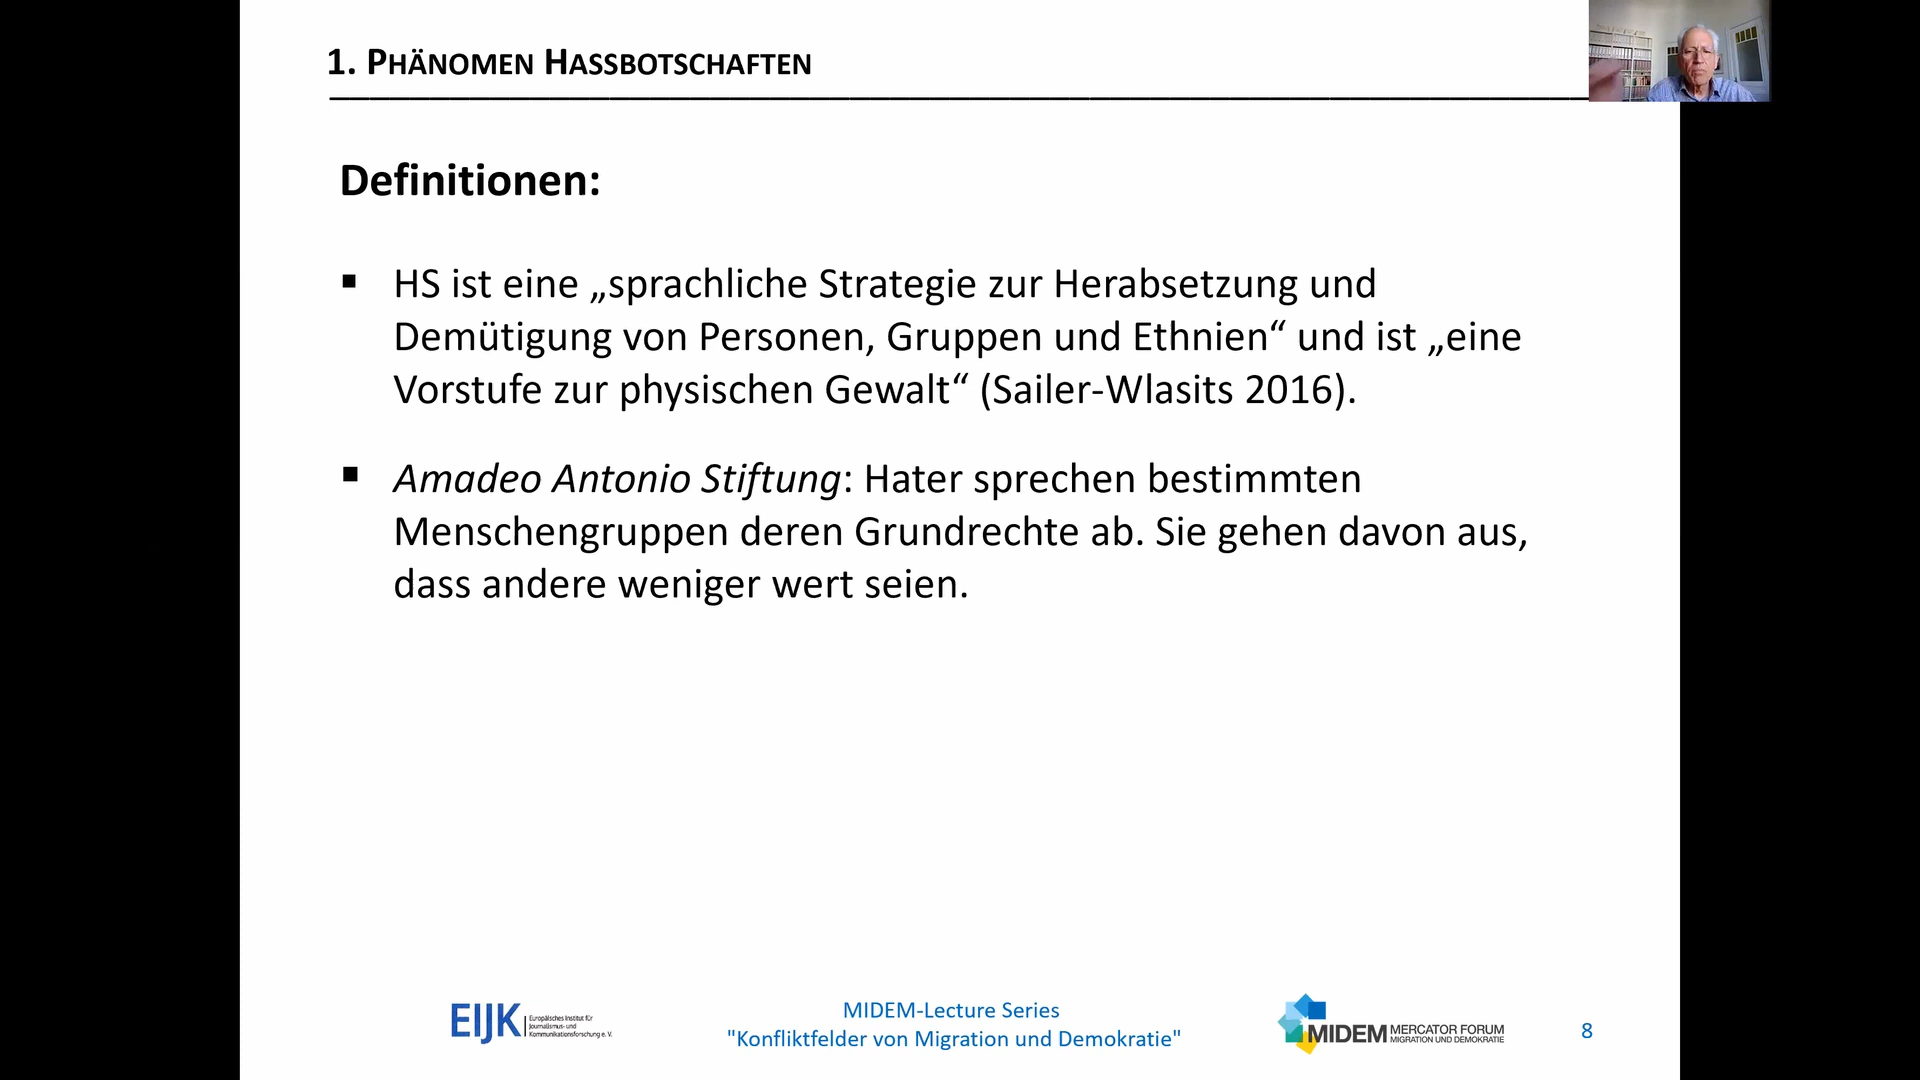 1. PHÄNOMEN HASSBOTSCHAFTEN
Definitionen:
▪ HS ist eine „sprachliche Strategie zur Herabsetzung und
Demütigung von Personen, Gruppen und Ethnien“ und ist „eine
Vorstufe zur physischen Gewalt“ (Sailer-Wlasits 2016).
▪ Amadeo Antonio Stiftung: Hater sprechen bestimmten
Menschengruppen deren Grundrechte ab. Sie gehen davon aus,
dass andere weniger wert seien.
EIJK
Europäisches Institut für
Journalismus- und
Kommunikationsforschung e. V.
MIDEM-Lecture Series
"Konfliktfelder von Migration und Demokratie"
MIDEM MERCATOR FORUM
MIGRATION UND DEMOKRATIE
8